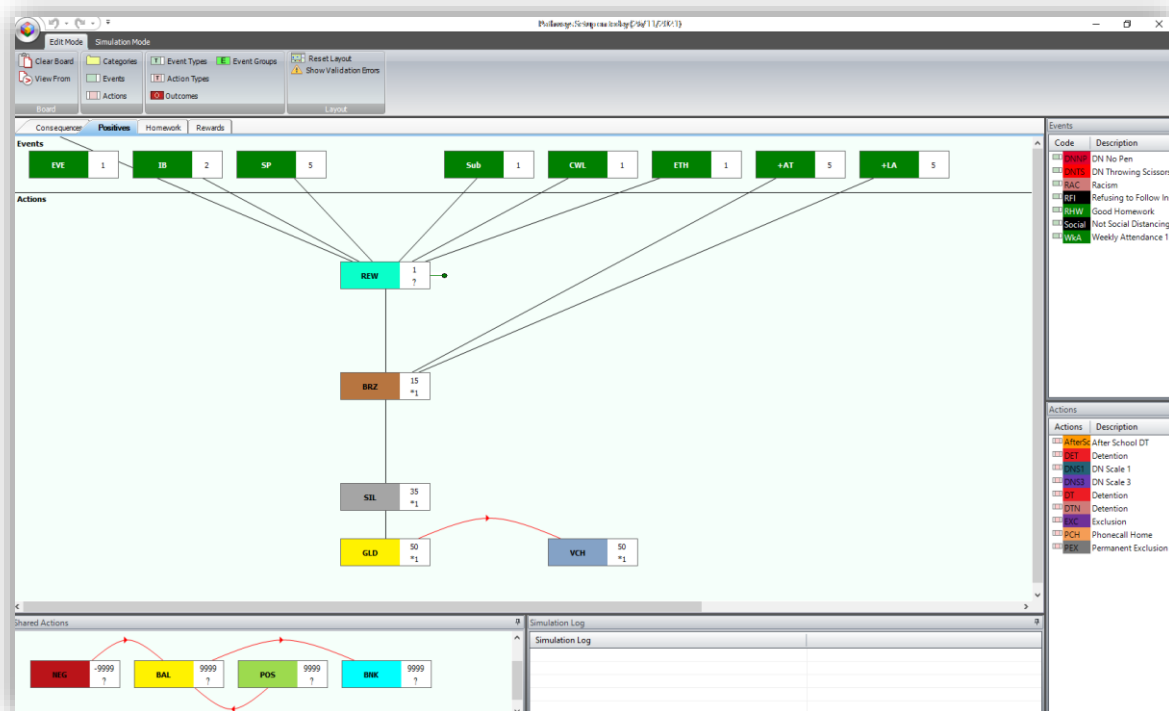 Edit Mode Simulation Mode
Clear Board Categories Event Types Event Groups Reset Layout
View From Events Action Types Show Validation Errors
Actions Outcomes
Board Layout
Consequences Positives Homework Rewards
Events
EVE 1 IB 2 SP 5 Sub 1 CWL 1 ETH 1 +AT 5 +LA 5
Actions
REW 1
?
BRZ 15
*1
SIL 35
*1
GLD 50
*1
VCH 50
*1
Shared Actions
NEG -9999
?
BAL 9999
?
POS 9999
?
BNK 9999
?
Simulation Log
Simulation Log
Events
Code Description
DNNP DN No Pen
DNTS DN Throwing Scissors
RAC Racism
RFI Refusing to Follow In
RHW Good Homework
Social Not Social Distancing
WkA Weekly Attendance 1
Actions
Actions Description
AfterSc After School DT
DET Detention
DNS1 DN Scale 1
DNS3 DN Scale 3
DT Detention
DTN Detention
EXC Exclusion
PCH Phonecall Home
PEX Permanent Exclusion